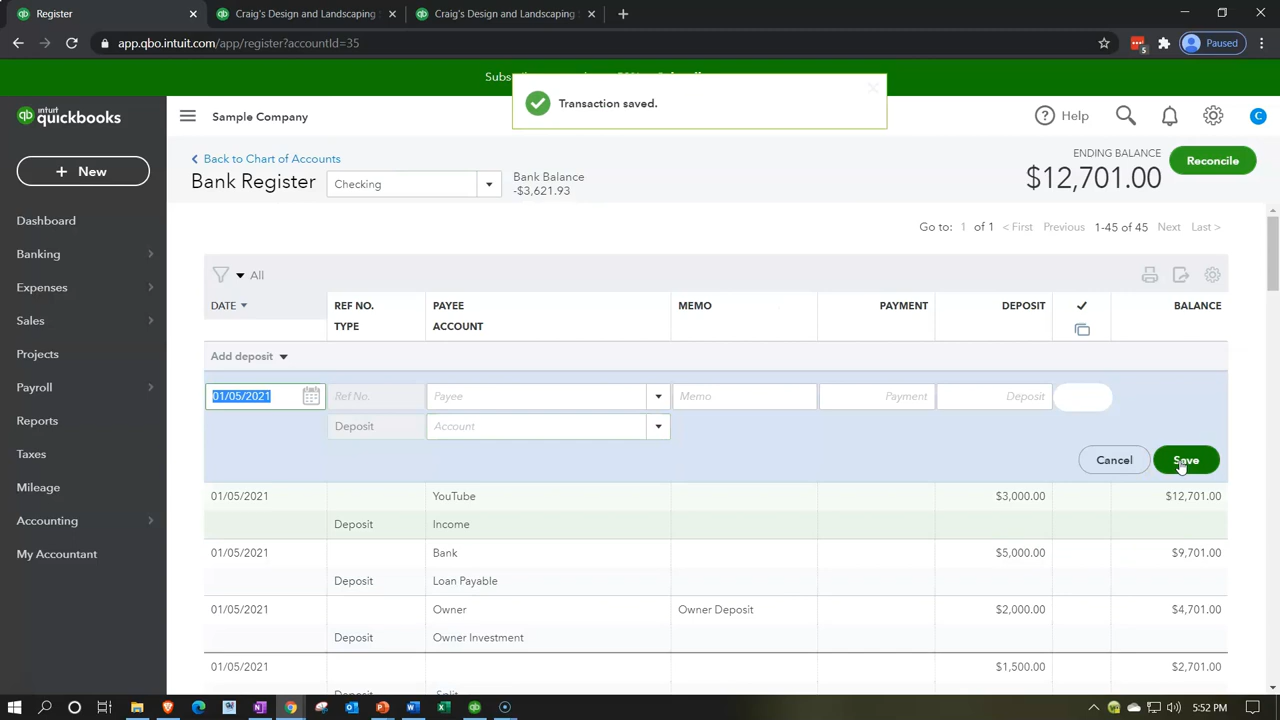 Register
Craig's Design and Landscaping
Craig's Design and Landscaping
app.qbo.intuit.com/app/register?accountId=35
5
Paused
Transaction saved.
intuit
quickbooks
Sample Company
Help
C
+ New
Back to Chart of Accounts
Bank Register
Checking
Bank Balance
-$3,621.93
ENDING BALANCE
$12,701.00
Reconcile
Dashboard
Banking
Expenses
Sales
Projects
Payroll
Reports
Taxes
Mileage
Accounting
My Accountant
Go to: 1 of 1 < First Previous 1-45 of 45 Next Last >
All
DATE REF NO. PAYEE MEMO PAYMENT DEPOSIT BALANCE
TYPE ACCOUNT
Add deposit
01/05/2021 Ref No. Payee Memo Payment Deposit
Deposit Account
Cancel Save
01/05/2021 YouTube $3,000.00 $12,701.00
Deposit Income
01/05/2021 Bank $5,000.00 $9,701.00
Deposit Loan Payable
01/05/2021 Owner Owner Deposit $2,000.00 $4,701.00
Deposit Owner Investment
01/05/2021 $1,500.00 $2,701.00
Deposit Split
5:52 PM